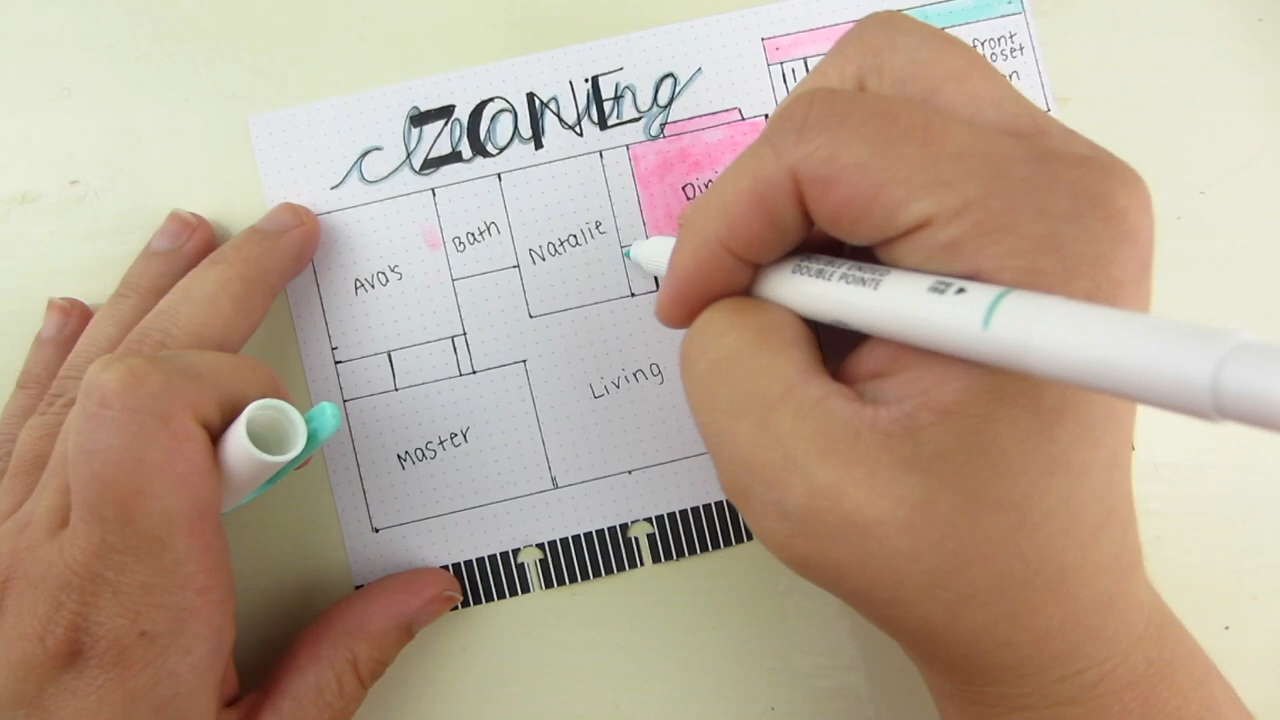 cleaning
ZONE
front
closet
Bath
Natalie
Ava's
Living
Master
DOUBLE ENDED
DOUBLE POINTE